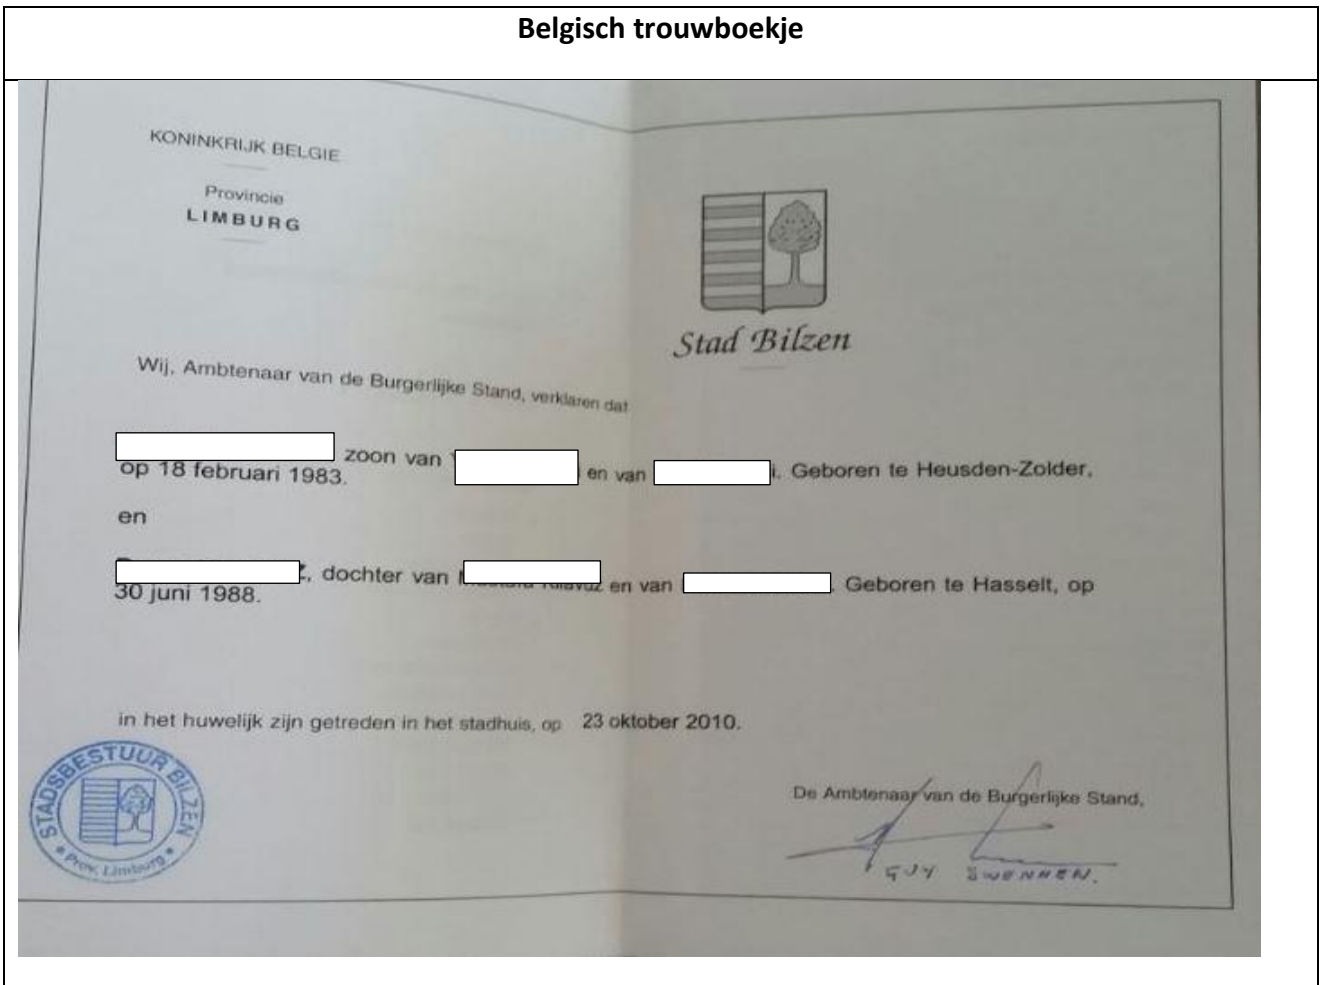 Belgisch trouwboekje
KONINKRIJK BELGIE
Provincie
LIMBURG
Stad Bilzen
Wij, Ambtenaar van de Burgerlijke Stand, verklaren dat
zoon van en van Geboren te Heusden-Zolder,
op 18 februari 1983.
en
, dochter van en van Geboren te Hasselt, op
30 juni 1988.
in het huwelijk zijn getreden in het stadhuis, op 23 oktober 2010.
STADSBESTUUR BILZEN
Prov. Limburg
De Ambtenaar van de Burgerlijke Stand,
GUY SWENNEN.